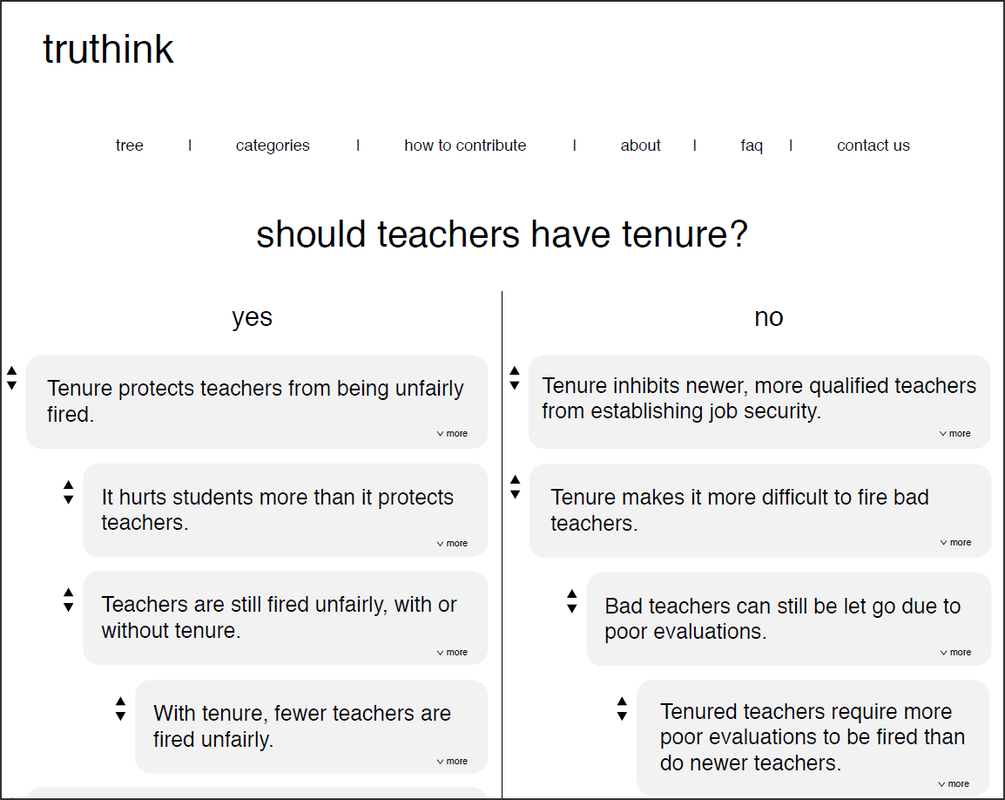 truthink
tree | categories | how to contribute | about | faq | contact us
should teachers have tenure?
yes
Tenure protects teachers from being unfairly
fired.
more
It hurts students more than it protects
teachers.
more
Teachers are still fired unfairly, with or
without tenure.
more
With tenure, fewer teachers are
fired unfairly.
more
no
Tenure inhibits newer, more qualified teachers
from establishing job security.
more
Tenure makes it more difficult to fire bad
teachers.
more
Bad teachers can still be let go due to
poor evaluations.
more
Tenured teachers require more
poor evaluations to be fired than
do newer teachers.
more